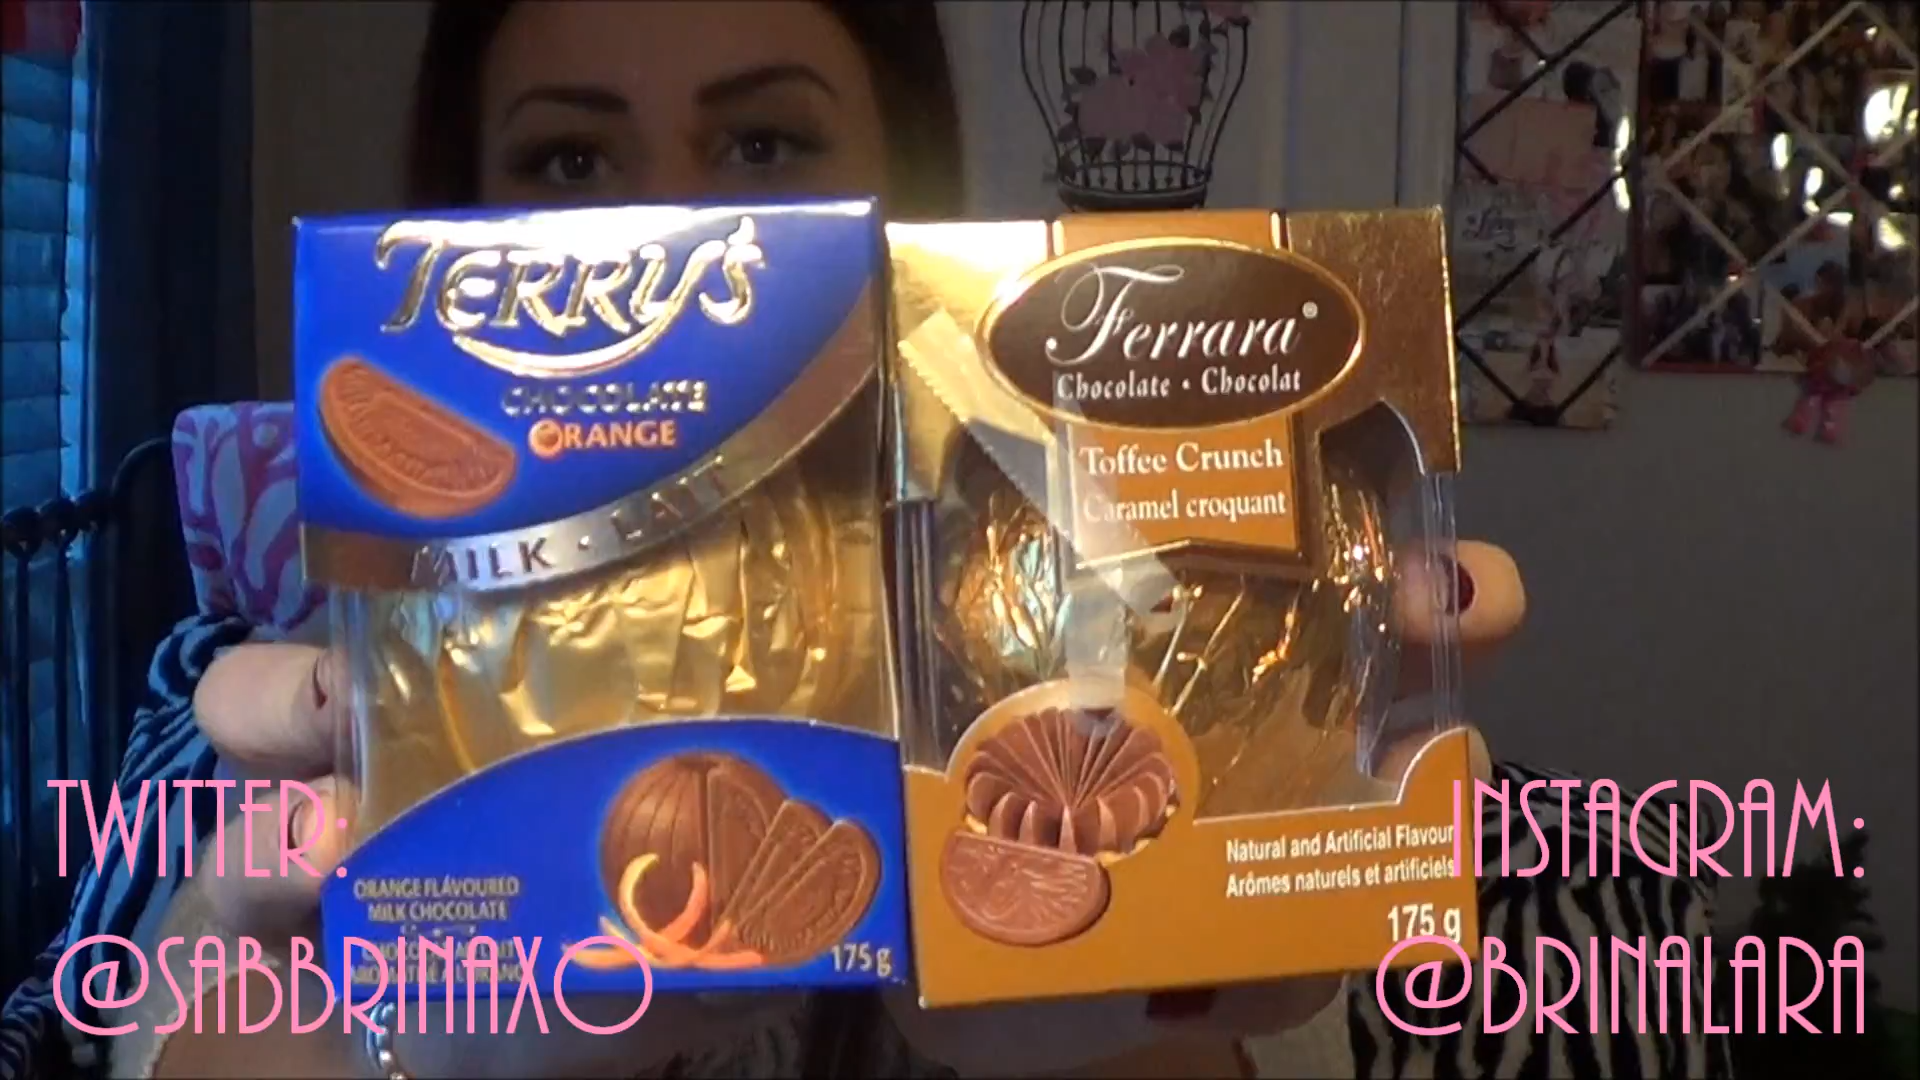 TERRY'S
CHOCOLATE
ORANGE
MILK • LAIT
ORANGE FLAVOURED
MILK CHOCOLATE
175 g
Ferrara®
Chocolate • Chocolat
Toffee Crunch
Caramel croquant
Natural and Artificial Flavour
Arômes naturels et artificiels
175 g
TWITTER:
@SABBRINAXO
INSTAGRAM:
@BRINALARA